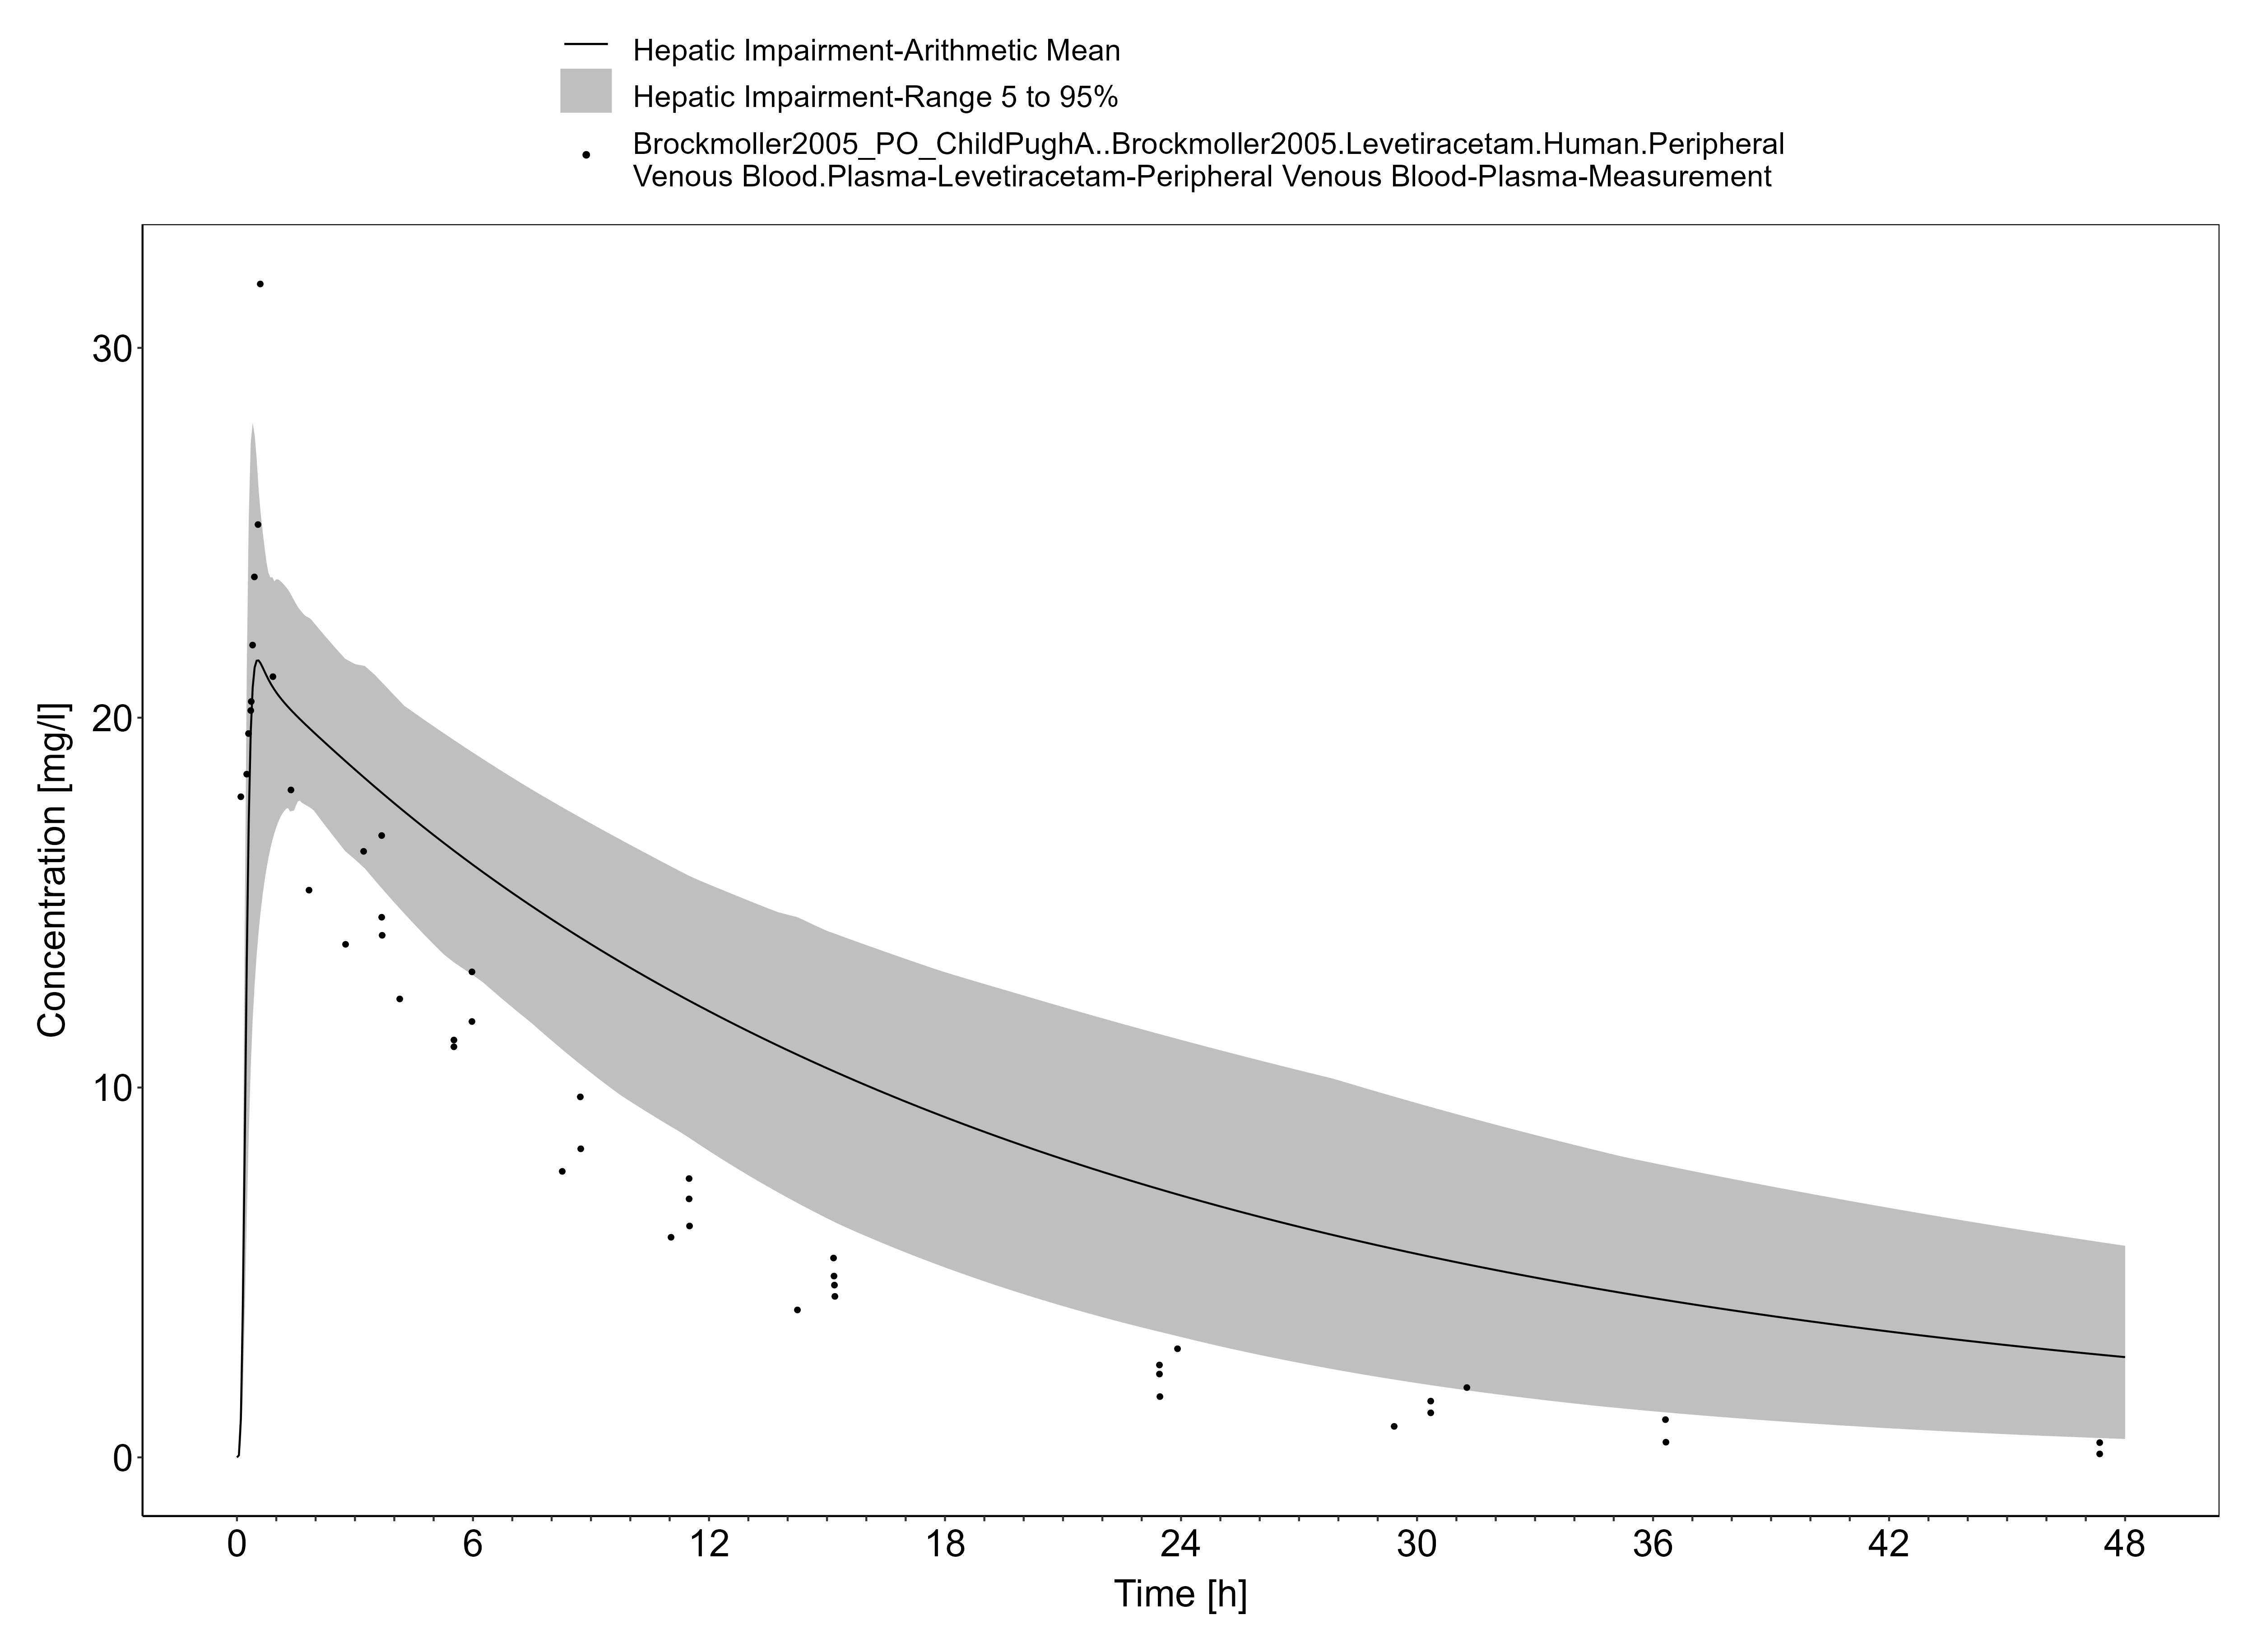 Hepatic Impairment-Arithmetic Mean
Hepatic Impairment-Range 5 to 95%
Brockmoller2005_PO_ChildPughA..Brockmoller2005.Levetiracetam.Human.Peripheral
Venous Blood.Plasma-Levetiracetam-Peripheral Venous Blood-Plasma-Measurement
Concentration [mg/l]
30
20
10
0
0 6 12 18 24 30 36 42 48
Time [h]